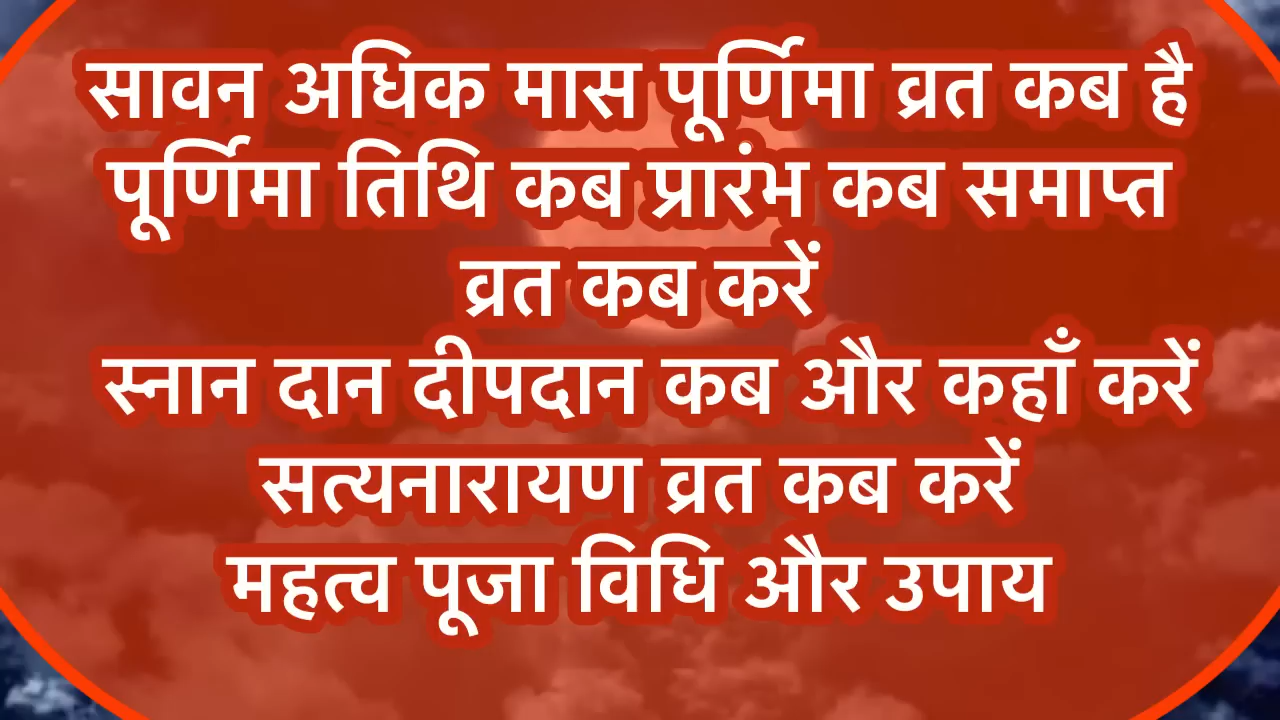 सावन अधिक मास पूर्णिमा व्रत कब है
पूर्णिमा तिथि कब प्रारंभ कब समाप्त
व्रत कब करें
स्नान दान दीपदान कब और कहाँ करें
सत्यनारायण व्रत कब करें
महत्व पूजा विधि और उपाय